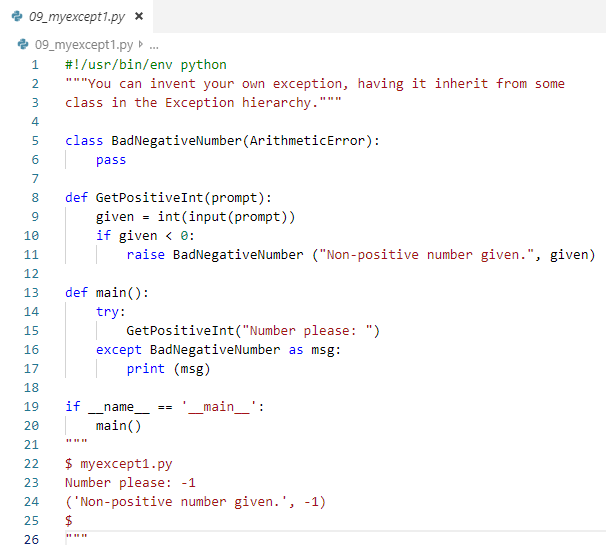 09_myexcept1.py ×
09_myexcept1.py ▷ ...
1 #!/usr/bin/env python
2 """You can invent your own exception, having it inherit from some
3 class in the Exception hierarchy."""
4
5 class BadNegativeNumber(ArithmeticError):
6     pass
7
8 def GetPositiveInt(prompt):
9     given = int(input(prompt))
10     if given < 0:
11         raise BadNegativeNumber ("Non-positive number given.", given)
12
13 def main():
14     try:
15         GetPositiveInt("Number please: ")
16     except BadNegativeNumber as msg:
17         print (msg)
18
19 if __name__ == '__main__':
20     main()
21 """
22 $ myexcept1.py
23 Number please: -1
24 ('Non-positive number given.', -1)
25 $
26 """